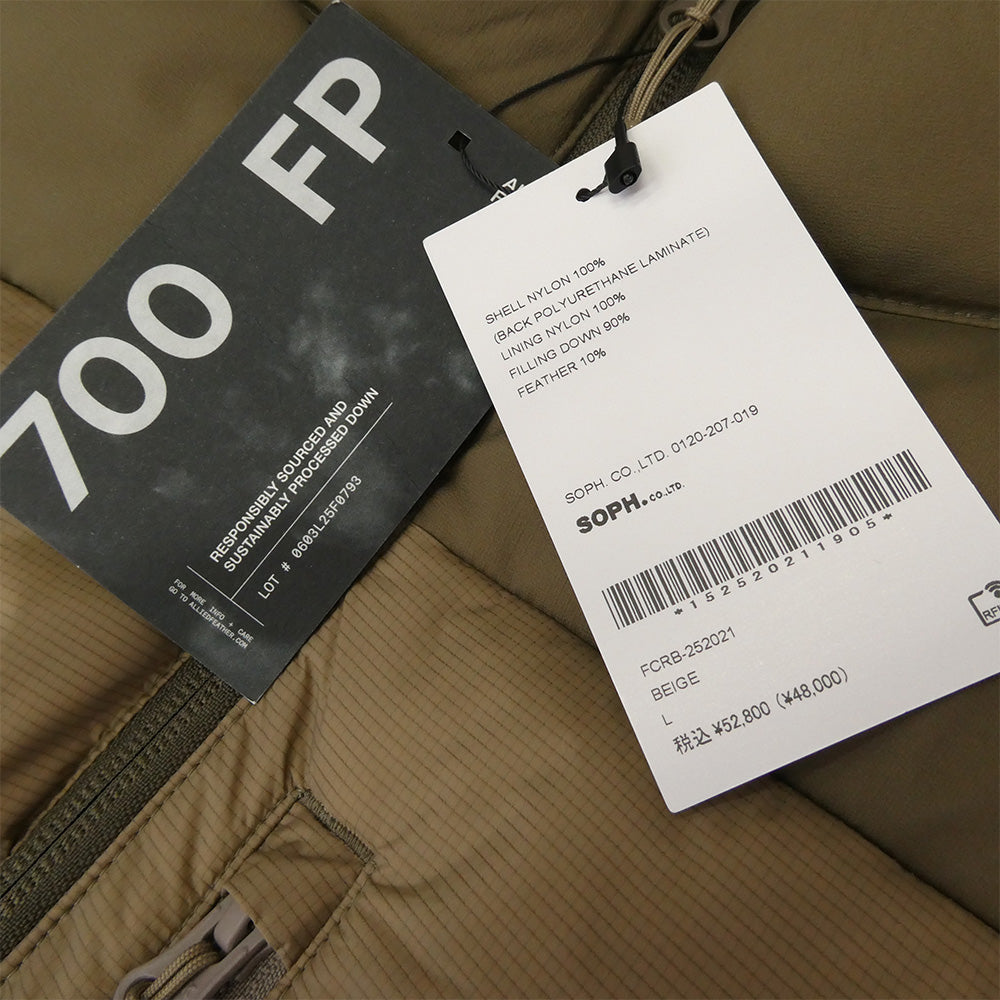 700 FP
RESPONSIBLY SOURCED AND
SUSTAINABLY PROCESSED DOWN
LOT # 0603L25F0793
FOR MORE INFO + CARE
GO TO ALLIEDFEATHER.COM
SHELL NYLON 100%
(BACK POLYURETHANE LAMINATE)
LINING NYLON 100%
FILLING DOWN 90%
FEATHER 10%
SOPH. CO.,LTD. 0120-207-019
SOPH.CO.,LTD.
*152520211905*
FCRB-252021
BEIGE
L
税込 ¥52,800 (¥48,000)